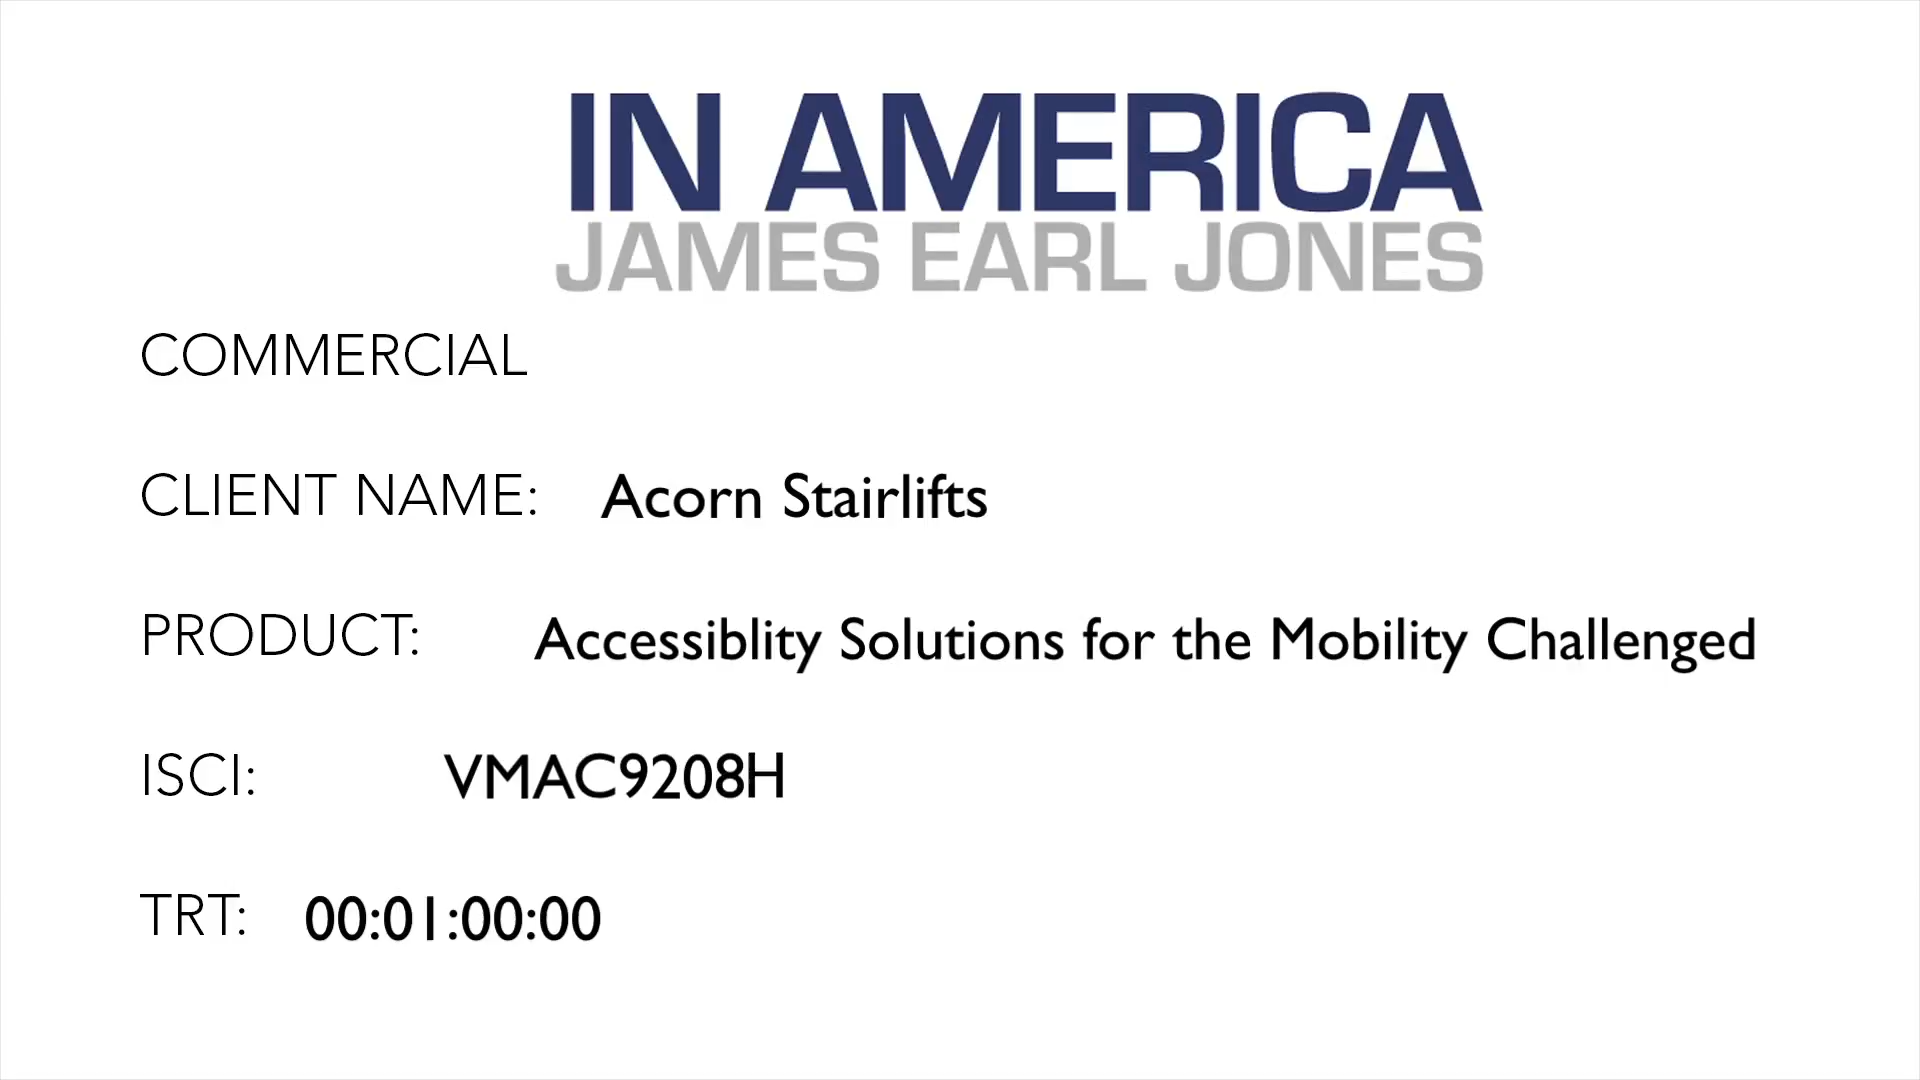 IN AMERICA
JAMES EARL JONES
COMMERCIAL
CLIENT NAME: Acorn Stairlifts
PRODUCT: Accessiblity Solutions for the Mobility Challenged
ISCI: VMAC9208H
TRT: 00:01:00:00